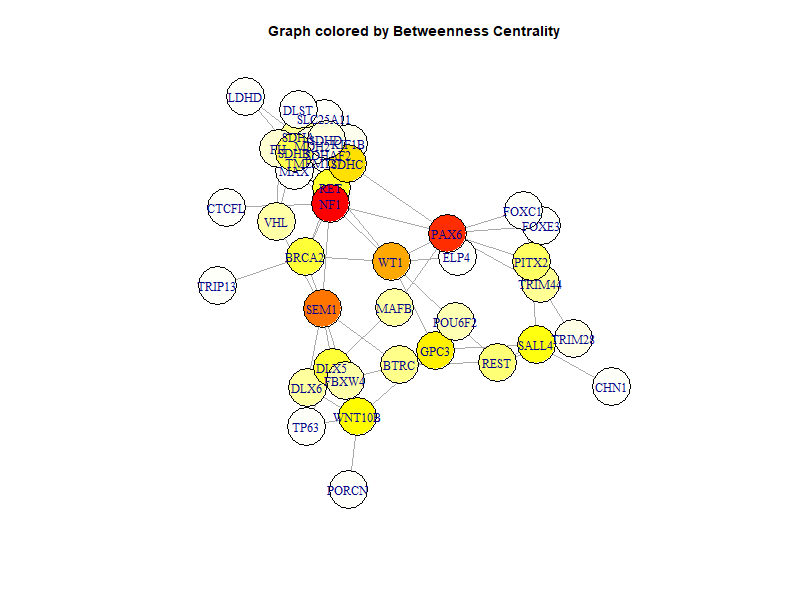 Graph colored by Betweenness Centrality
LDHD
DLST
SLC25A11
SDHA
SDHD
KIF1B
FH
SDHB
SDHAF2
SDHC
MAX
RET
NF1
CTCFL
VHL
FOXC1
FOXE3
PAX6
BRCA2
WT1
ELP4
PITX2
TRIP13
TRIM44
SEM1
MAFB
POU6F2
TRIM28
SALL4
GPC3
BTRC
REST
DLX5
FBXW4
DLX6
CHN1
WNT10B
TP63
PORCN